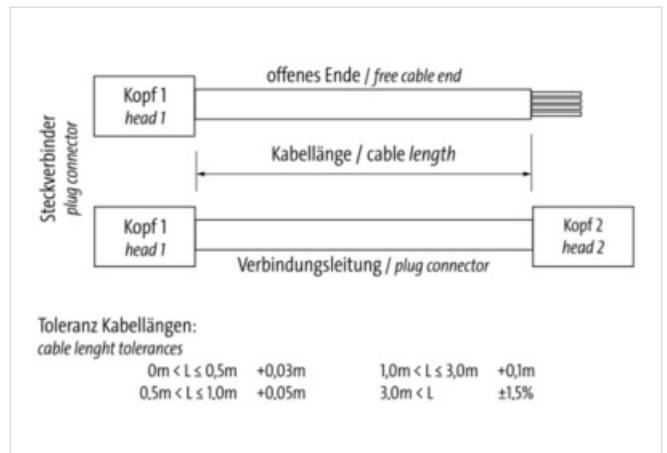 offenes Ende / free cable end
Kopf 1
head 1
Steckverbinder
plug connector
Kabellänge / cable length
Kopf 1
head 1
Kopf 2
head 2
Verbindungsleitung / plug connector
Toleranz Kabellängen:
cable lenght tolerances
0m < L ≤ 0,5m +0,03m 1,0m < L ≤ 3,0m +0,1m
0,5m < L ≤ 1,0m +0,05m 3,0m < L ±1,5%